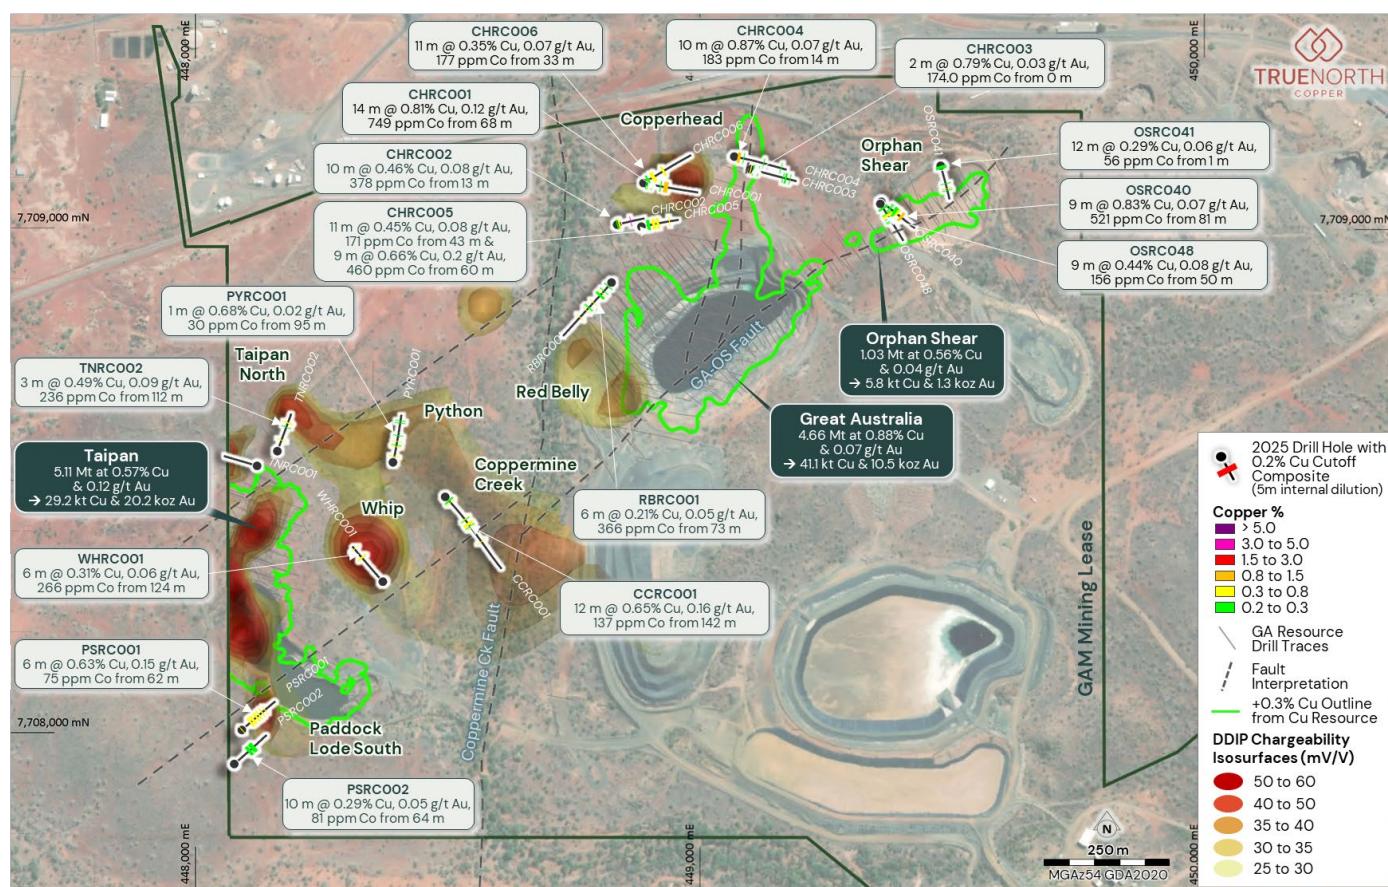 CHRC006
11 m @ 0.35% Cu, 0.07 g/t Au,
177 ppm Co from 33 m
CHRC004
10 m @ 0.87% Cu, 0.07 g/t Au,
183 ppm Co from 14 m
CHRC003
2 m @ 0.79% Cu, 0.03 g/t Au,
174.0 ppm Co from 0 m
448,000 mE
450,000 mE
TRUENORTH
COPPER
CHRC001
14 m @ 0.81% Cu, 0.12 g/t Au,
749 ppm Co from 68 m
Copperhead
CHRC006
CHRC004
CHRC003
CHRC001
CHRC002
CHRC005
Orphan
Shear
OSRC041
OSRC040
OSRC048
OSRC041
12 m @ 0.29% Cu, 0.06 g/t Au,
56 ppm Co from 1 m
CHRC002
10 m @ 0.46% Cu, 0.08 g/t Au,
378 ppm Co from 13 m
OSRC040
9 m @ 0.83% Cu, 0.07 g/t Au,
521 ppm Co from 81 m
7,709,000 mN
7,709,000 mN
CHRC005
11 m @ 0.45% Cu, 0.08 g/t Au,
171 ppm Co from 43 m &
9 m @ 0.66% Cu, 0.2 g/t Au,
460 ppm Co from 60 m
OSRC048
9 m @ 0.44% Cu, 0.08 g/t Au,
156 ppm Co from 50 m
PYRC001
1 m @ 0.68% Cu, 0.02 g/t Au,
30 ppm Co from 95 m
Orphan Shear
1.03 Mt at 0.56% Cu
& 0.04 g/t Au
→ 5.8 kt Cu & 1.3 koz Au
GA-OS Fault
Taipan
North
TNRC002
PYRC001
TNRC002
3 m @ 0.49% Cu, 0.09 g/t Au,
236 ppm Co from 112 m
Red Belly
Python
Great Australia
4.66 Mt at 0.88% Cu
& 0.07 g/t Au
→ 41.1 kt Cu & 10.5 koz Au
Taipan
5.11 Mt at 0.57% Cu
& 0.12 g/t Au
→ 29.2 kt Cu & 20.2 koz Au
TNRC001
Coppermine
Creek
WHRC001
Whip
RBRC001
6 m @ 0.21% Cu, 0.05 g/t Au,
366 ppm Co from 73 m
WHRC001
6 m @ 0.31% Cu, 0.06 g/t Au,
266 ppm Co from 124 m
CCRC001
CCRC001
12 m @ 0.65% Cu, 0.16 g/t Au,
137 ppm Co from 142 m
Coppermine Ck Fault
GAM Mining Lease
PSRC001
6 m @ 0.63% Cu, 0.15 g/t Au,
75 ppm Co from 62 m
PSRC001
PSRC002
7,708,000 mN
Paddock
Lode South
PSRC002
10 m @ 0.29% Cu, 0.05 g/t Au,
81 ppm Co from 64 m
448,000 mE
449,000 mE
450,000 mE
N
250 m
MGAz54 GDA2020
2025 Drill Hole with
0.2% Cu Cutoff
Composite
(5m internal dilution)
Copper %
> 5.0
3.0 to 5.0
1.5 to 3.0
0.8 to 1.5
0.3 to 0.8
0.2 to 0.3
GA Resource
Drill Traces
Fault
Interpretation
+0.3% Cu Outline
from Cu Resource
DDIP Chargeability
Isosurfaces (mV/V)
50 to 60
40 to 50
35 to 40
30 to 35
25 to 30